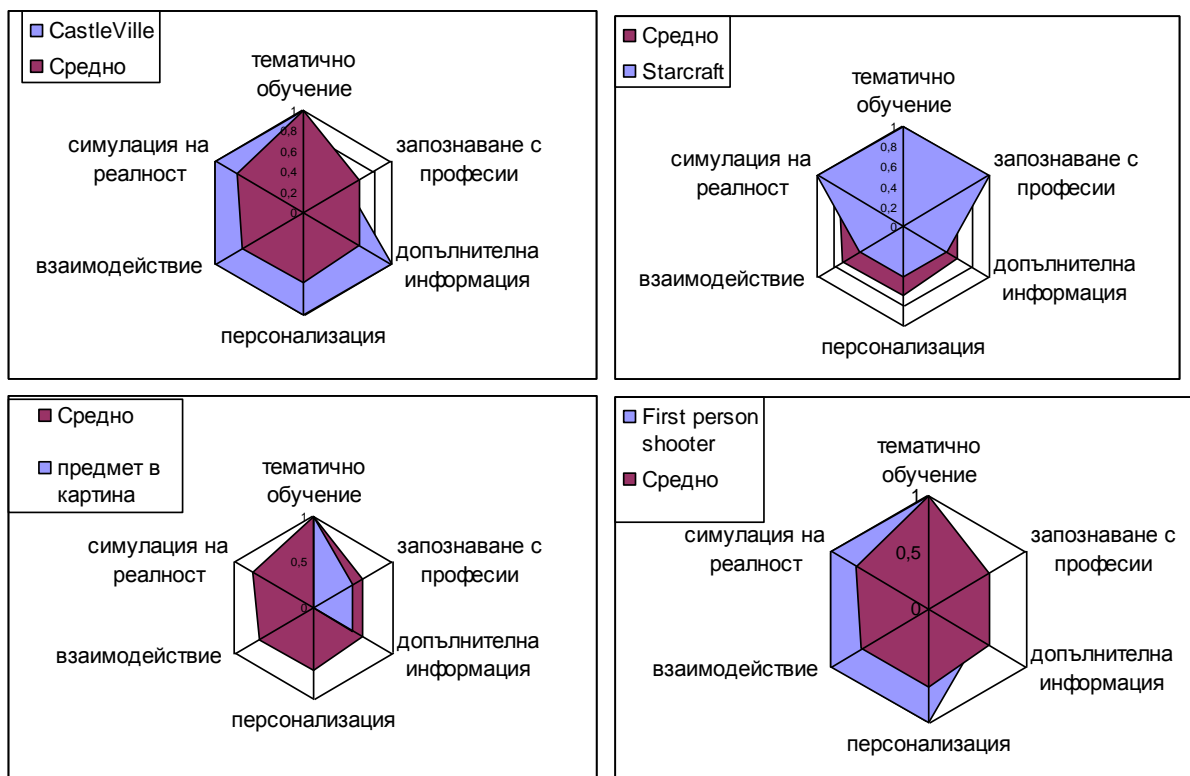 CastleVille
Средно
тематично
обучение
запознаване с
професии
допълнителна
информация
персонализация
взаимодействие
симулация на
реалност
1
0,8
0,6
0,4
0,2
0
Средно
Starcraft
тематично
обучение
запознаване с
професии
допълнителна
информация
персонализация
взаимодействие
симулация на
реалност
1
0,8
0,6
0,4
0,2
0
Средно
предмет в
картина
тематично
обучение
запознаване с
професии
допълнителна
информация
персонализация
взаимодействие
симулация на
реалност
1
0,5
0
First person
shooter
Средно
тематично
обучение
запознаване с
професии
допълнителна
информация
персонализация
взаимодействие
симулация на
реалност
1
0,5
0